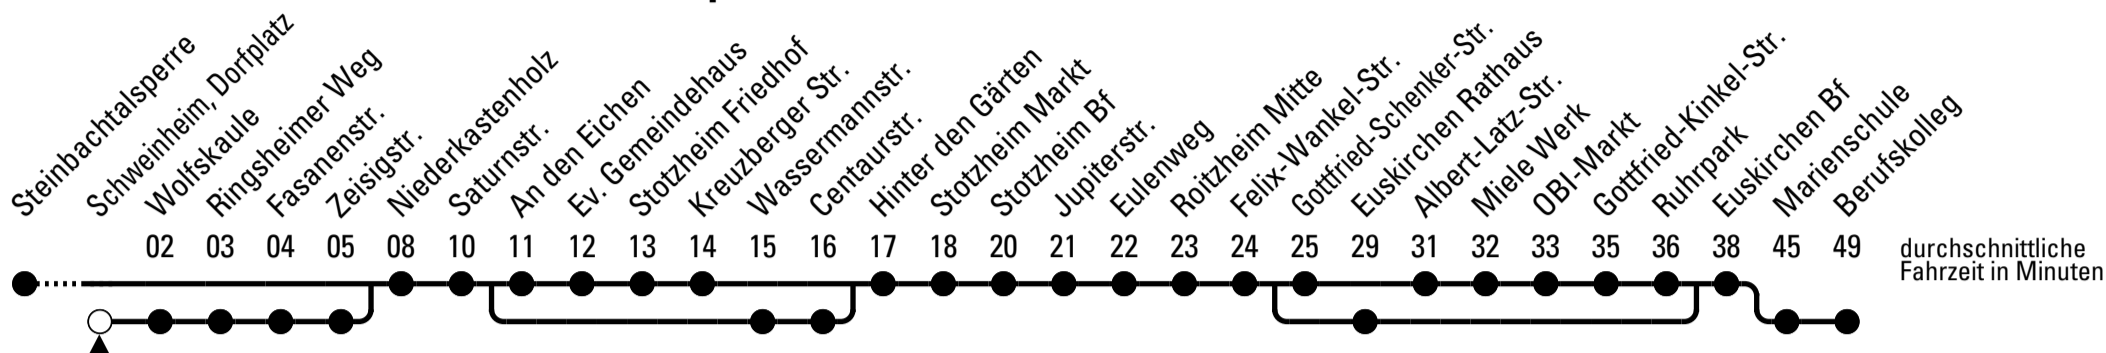 Steinbachtalsperre
Schweinheim, Dorfplatz
Wolfskaule
Ringsheimer Weg
Fasanenstr.
Zeisigstr.
Niederkastenholz
Saturnstr.
An den Eichen
Ev. Gemeindehaus
Stotzheim Friedhof
Kreuzberger Str.
Wassermannstr.
Centaurstr.
Hinter den Gärten
Stotzheim Markt
Stotzheim Bf
Jupiterstr.
Eulenweg
Roitzheim Mitte
Felix-Wankel-Str.
Gottfried-Schenker-Str.
Euskirchen Rathaus
Albert-Latz-Str.
Miele Werk
OBI-Markt
Gottfried-Kinkel-Str.
Ruhrpark
Euskirchen Bf
Marienschule
Berufskolleg
02 03 04 05 08 10 11 12 13 14 15 16 17 18 20 21 22 23 24 25 29 31 32 33 35 36 38 45 49
durchschnittliche
Fahrzeit in Minuten